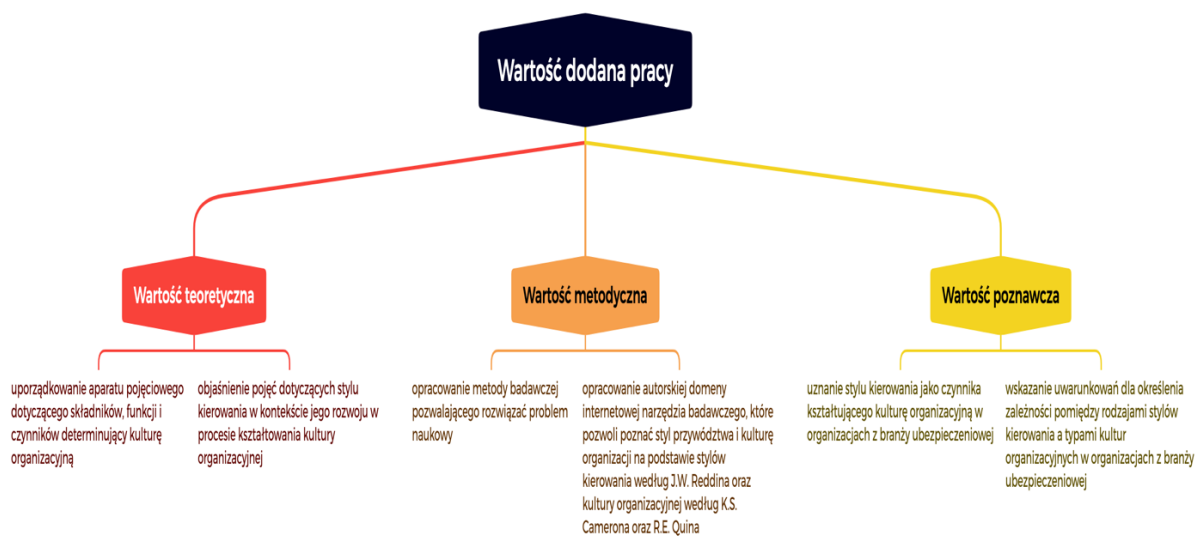 Wartość dodana pracy
Wartość teoretyczna
Wartość metodyczna
Wartość poznawcza
uporządkowanie aparatu pojęciowego
dotyczącego składników, funkcji i
czynników determinujący kulturę
organizacyjną
objaśnienie pojęć dotyczących stylu
kierowania w kontekście jego rozwoju w
procesie kształtowania kultury
organizacyjnej
opracowanie metody badawczej
pozwalającego rozwiązać problem
naukowy
opracowanie autorskiej domeny
internetowej narzędzia badawczego, które
pozwoli poznać styl przywództwa i kulturę
organizacji na podstawie stylów
kierowania według J.W. Reddina oraz
kultury organizacyjnej według K.S.
Camerona oraz R.E. Quina
uznanie stylu kierowania jako czynnika
kształtującego kulturę organizacyjną w
organizacjach z branży ubezpieczeniowej
wskazanie uwarunkowań dla określenia
zależności pomiędzy rodzajami stylów
kierowania a typami kultur
organizacyjnych w organizacjach z branży
ubezpieczeniowej